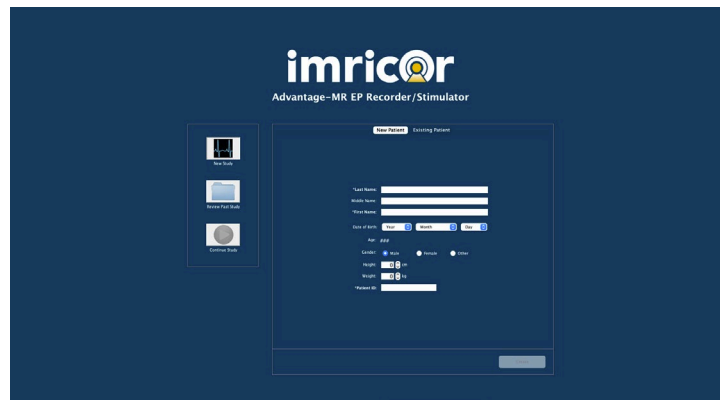 imricor
Advantage-MR EP Recorder/Stimulator
New Study
Review Past Study
Continue Study
New Patient Existing Patient
*Last Name:
Middle Name:
*First Name:
Date of Birth: Year Month Day
Age: ###
Gender: Male Female Other
Height: 0 cm
Weight: 0 kg
*Patient ID: